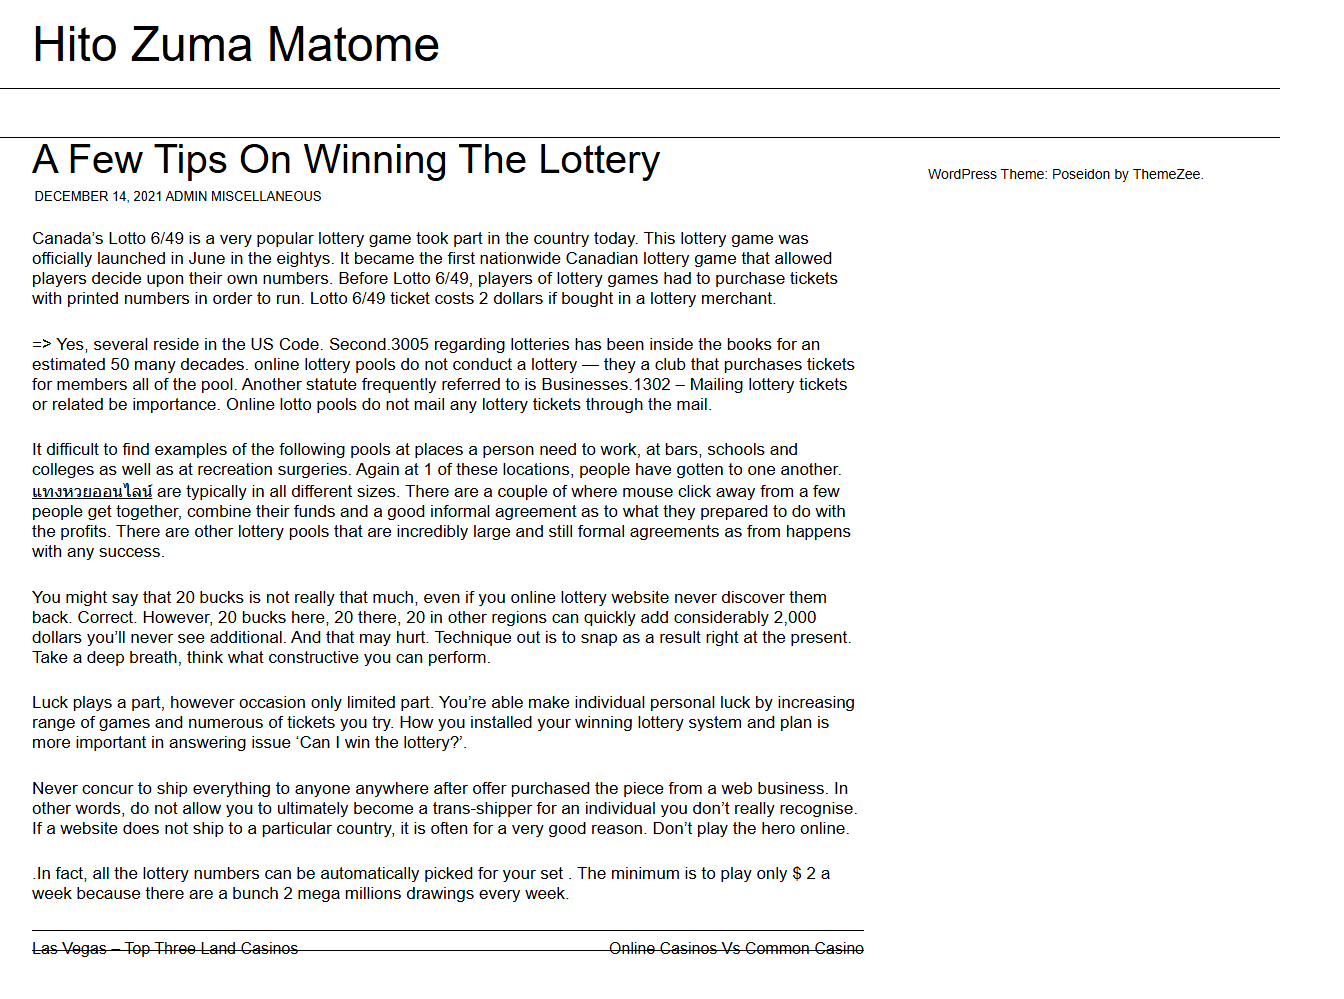 Hito Zuma Matome
A Few Tips On Winning The Lottery
DECEMBER 14, 2021 ADMIN MISCELLANEOUS
WordPress Theme: Poseidon by ThemeZee.
Canada’s Lotto 6/49 is a very popular lottery game took part in the country today. This lottery game was
officially launched in June in the eightys. It became the first nationwide Canadian lottery game that allowed
players decide upon their own numbers. Before Lotto 6/49, players of lottery games had to purchase tickets
with printed numbers in order to run. Lotto 6/49 ticket costs 2 dollars if bought in a lottery merchant.
=> Yes, several reside in the US Code. Second.3005 regarding lotteries has been inside the books for an
estimated 50 many decades. online lottery pools do not conduct a lottery — they a club that purchases tickets
for members all of the pool. Another statute frequently referred to is Businesses.1302 – Mailing lottery tickets
or related be importance. Online lotto pools do not mail any lottery tickets through the mail.
It difficult to find examples of the following pools at places a person need to work, at bars, schools and
colleges as well as at recreation surgeries. Again at 1 of these locations, people have gotten to one another.
แทงหวยออนไลน์ are typically in all different sizes. There are a couple of where mouse click away from a few
people get together, combine their funds and a good informal agreement as to what they prepared to do with
the profits. There are other lottery pools that are incredibly large and still formal agreements as from happens
with any success.
You might say that 20 bucks is not really that much, even if you online lottery website never discover them
back. Correct. However, 20 bucks here, 20 there, 20 in other regions can quickly add considerably 2,000
dollars you’ll never see additional. And that may hurt. Technique out is to snap as a result right at the present.
Take a deep breath, think what constructive you can perform.
Luck plays a part, however occasion only limited part. You’re able make individual personal luck by increasing
range of games and numerous of tickets you try. How you installed your winning lottery system and plan is
more important in answering issue ‘Can I win the lottery?’.
Never concur to ship everything to anyone anywhere after offer purchased the piece from a web business. In
other words, do not allow you to ultimately become a trans-shipper for an individual you don’t really recognise.
If a website does not ship to a particular country, it is often for a very good reason. Don’t play the hero online.
.In fact, all the lottery numbers can be automatically picked for your set . The minimum is to play only $ 2 a
week because there are a bunch 2 mega millions drawings every week.
Las Vegas – Top Three Land Casinos
Online Casinos Vs Common Casino